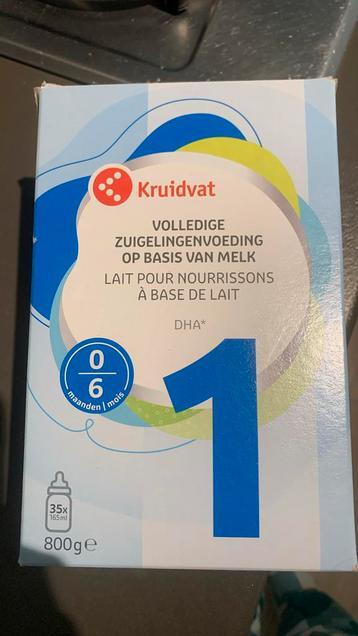 Kruidvat
VOLLEDIGE
ZUIGELINGENVOEDING
OP BASIS VAN MELK
LAIT POUR NOURRISSONS
À BASE DE LAIT
DHA*
1
0
6
maanden | mois
35x
165ml
800g℮